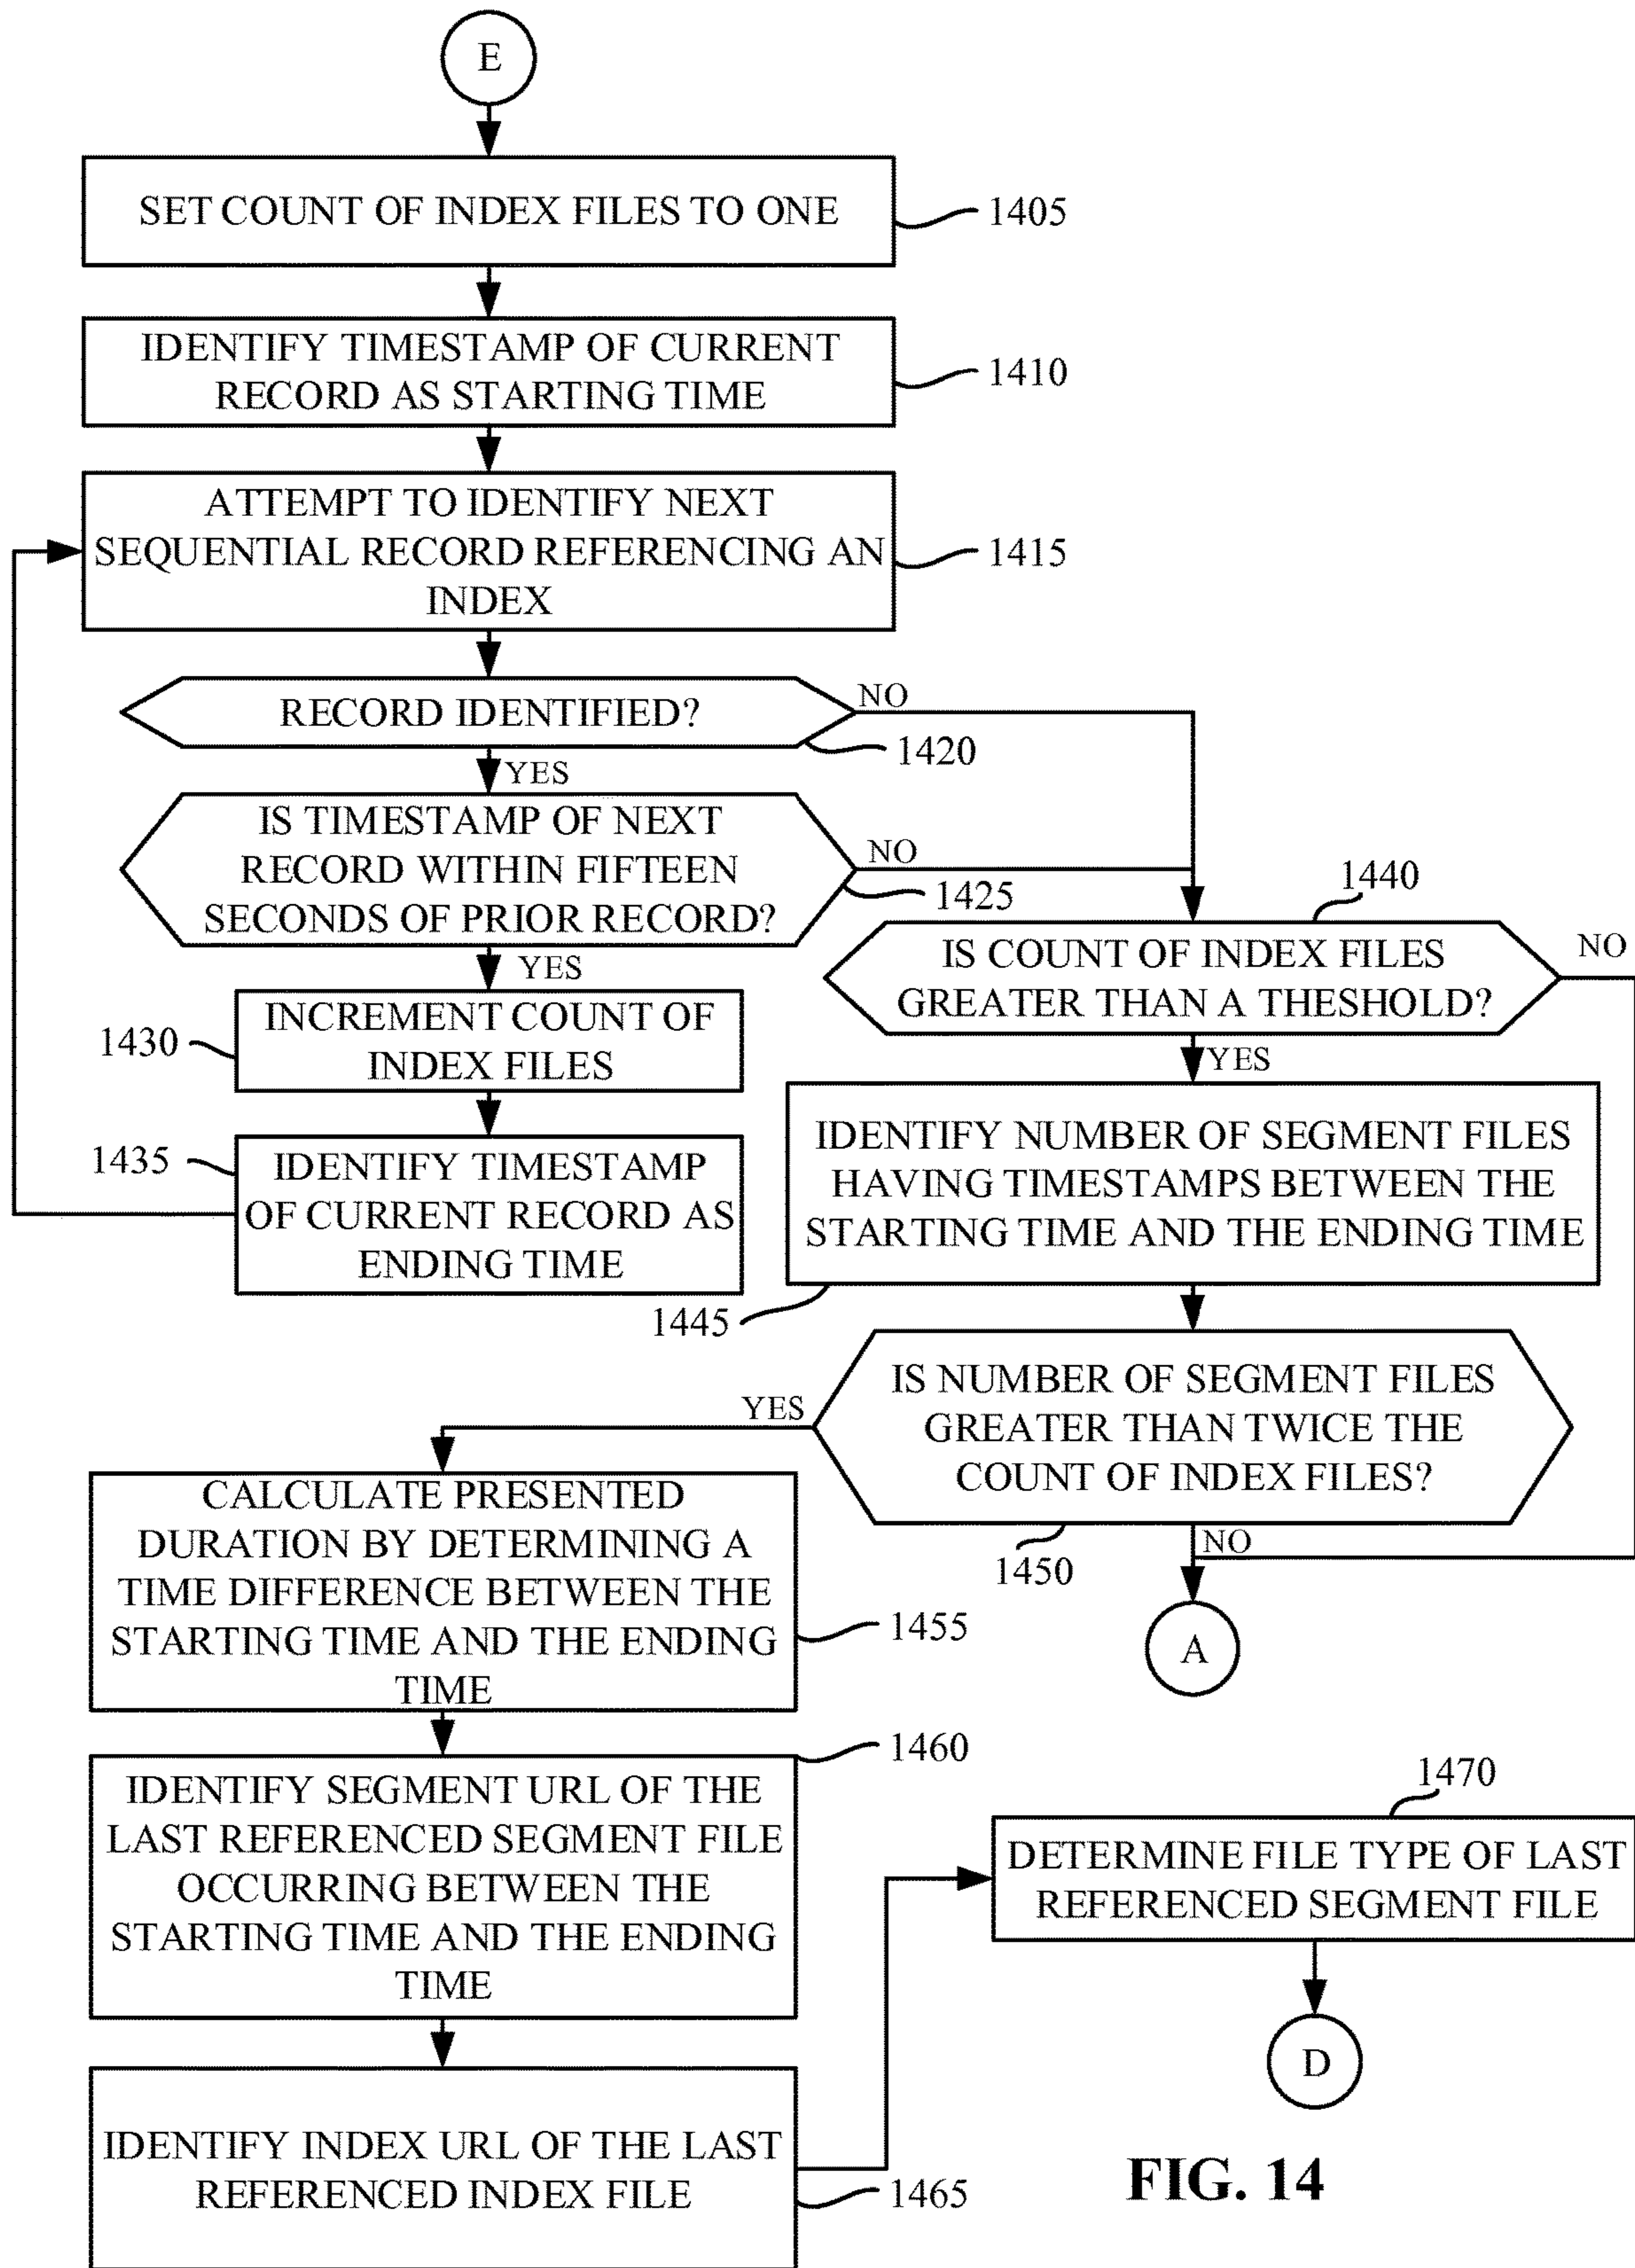 E
SET COUNT OF INDEX FILES TO ONE
1405
IDENTIFY TIMESTAMP OF CURRENT
RECORD AS STARTING TIME
1410
ATTEMPT TO IDENTIFY NEXT
SEQUENTIAL RECORD REFERENCING AN
INDEX
1415
RECORD IDENTIFIED?
NO
1420
YES
IS TIMESTAMP OF NEXT
RECORD WITHIN FIFTEEN
SECONDS OF PRIOR RECORD?
NO
1425
YES
INCREMENT COUNT OF
INDEX FILES
1430
1435
IDENTIFY TIMESTAMP
OF CURRENT RECORD AS
ENDING TIME
1440
IS COUNT OF INDEX FILES
GREATER THAN A THESHOLD?
NO
YES
IDENTIFY NUMBER OF SEGMENT FILES
HAVING TIMESTAMPS BETWEEN THE
STARTING TIME AND THE ENDING TIME
1445
IS NUMBER OF SEGMENT FILES
GREATER THAN TWICE THE
COUNT OF INDEX FILES?
YES
NO
1450
A
CALCULATE PRESENTED
DURATION BY DETERMINING A
TIME DIFFERENCE BETWEEN THE
STARTING TIME AND THE ENDING
TIME
1455
1460
IDENTIFY SEGMENT URL OF THE
LAST REFERENCED SEGMENT FILE
OCCURRING BETWEEN THE
STARTING TIME AND THE ENDING
TIME
IDENTIFY INDEX URL OF THE LAST
REFERENCED INDEX FILE
1465
1470
DETERMINE FILE TYPE OF LAST
REFERENCED SEGMENT FILE
D
FIG. 14